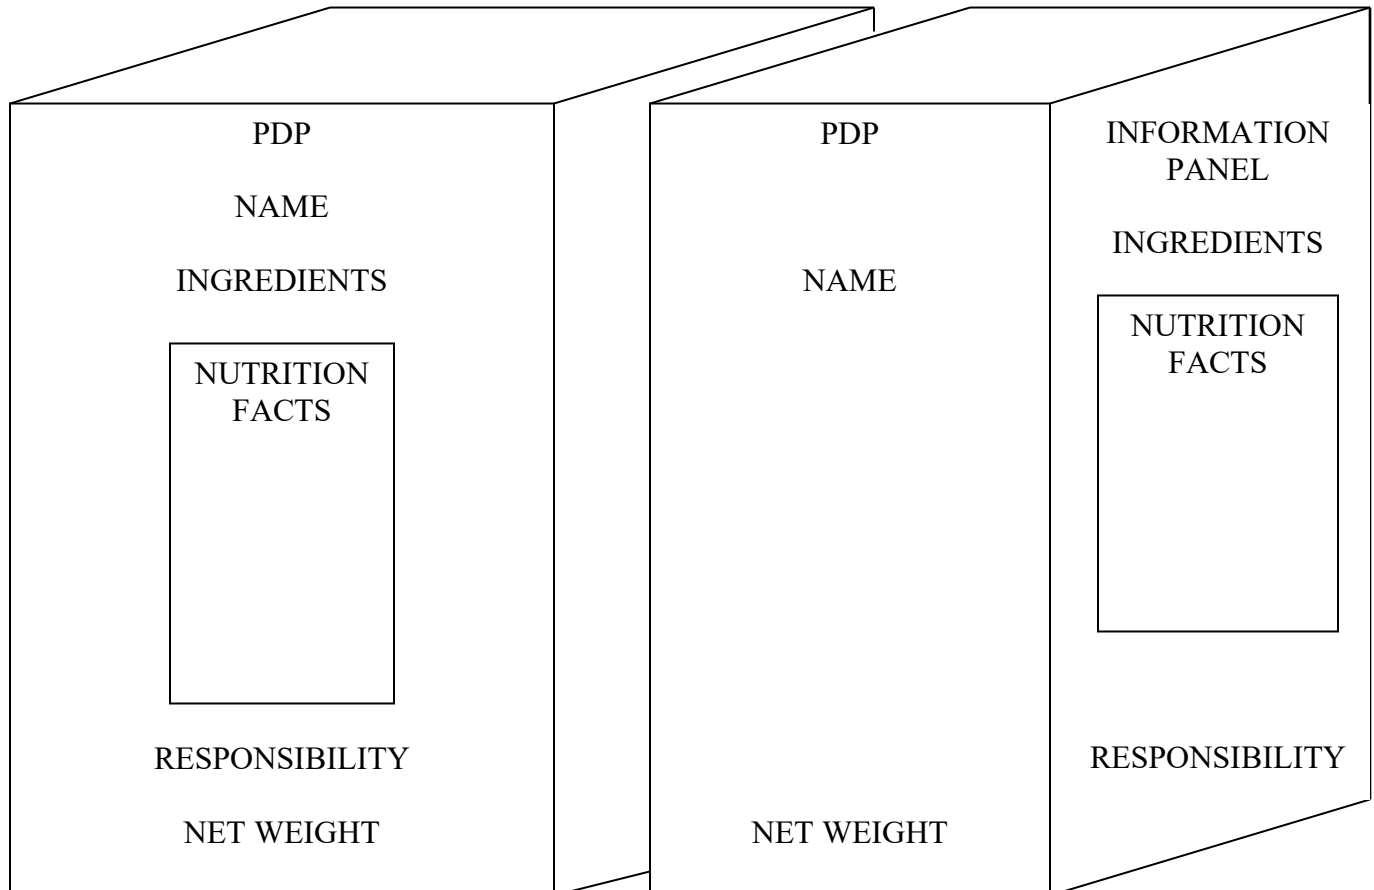 PDP
NAME
INGREDIENTS
NUTRITION
FACTS
RESPONSIBILITY
NET WEIGHT
PDP
NAME
NET WEIGHT
INFORMATION
PANEL
INGREDIENTS
NUTRITION
FACTS
RESPONSIBILITY